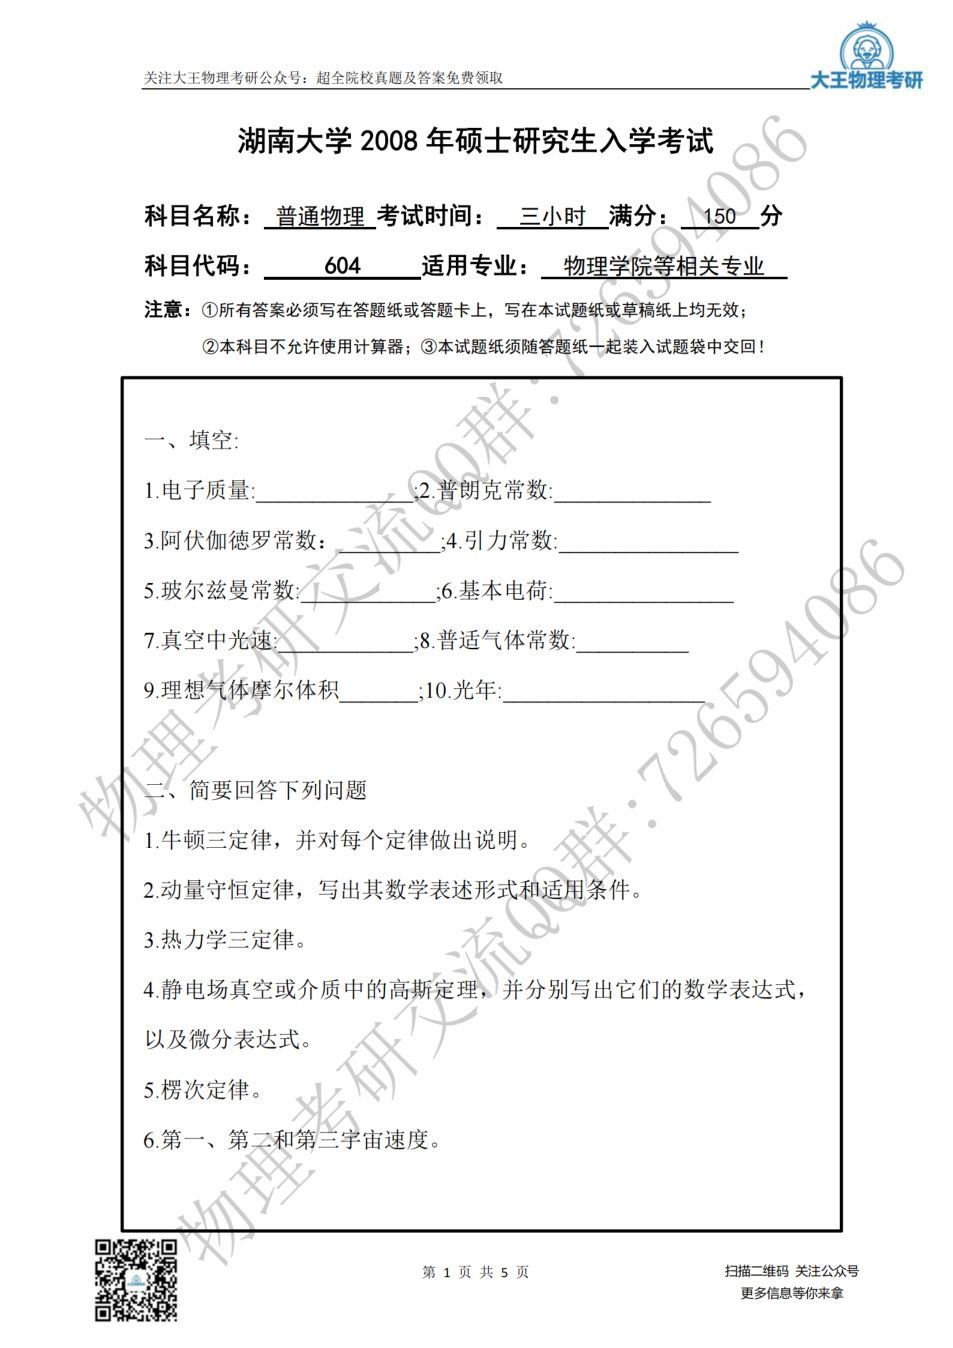 关注大王物理考研公众号：超全院校真题及答案免费领取
大王物理考研
湖南大学 2008 年硕士研究生入学考试
科目名称： 普通物理 考试时间： 三小时 满分： 150 分
科目代码： 604 适用专业： 物理学院等相关专业
注意：①所有答案必须写在答题纸或答题卡上，写在本试题纸或草稿纸上均无效；
②本科目不允许使用计算器；③本试题纸须随答题纸一起装入试题袋中交回！
一、填空:
1.电子质量:________________;2.普朗克常数:______________
3.阿伏伽德罗常数：_________;4.引力常数:________________
5.玻尔兹曼常数:____________;6.基本电荷:________________
7.真空中光速:____________;8.普适气体常数:__________
9.理想气体摩尔体积_______;10.光年:__________________
二、简要回答下列问题
1.牛顿三定律，并对每个定律做出说明。
2.动量守恒定律，写出其数学表述形式和适用条件。
3.热力学三定律。
4.静电场真空或介质中的高斯定理，并分别写出它们的数学表达式，
以及微分表达式。
5.楞次定律。
6.第一、第二和第三宇宙速度。
物理考研交流QQ群：726594086
物理考研交流QQ群：726594086
第 1 页 共 5 页
扫描二维码 关注公众号
更多信息等你来拿